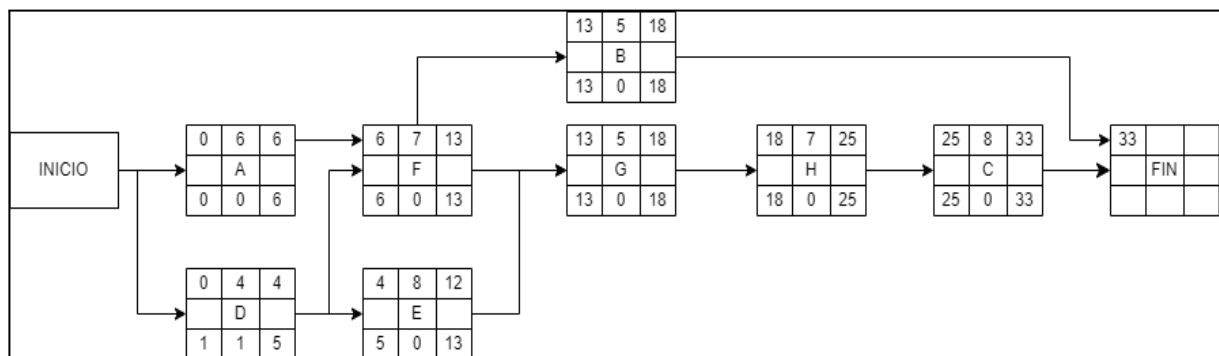 13 5 18
B
13 0 18
INICIO
0 6 6
A
0 0 6
6 7 13
F
6 0 13
13 5 18
G
13 0 18
18 7 25
H
18 0 25
25 8 33
C
25 0 33
33
FIN
0 4 4
D
1 1 5
4 8 12
E
5 0 13